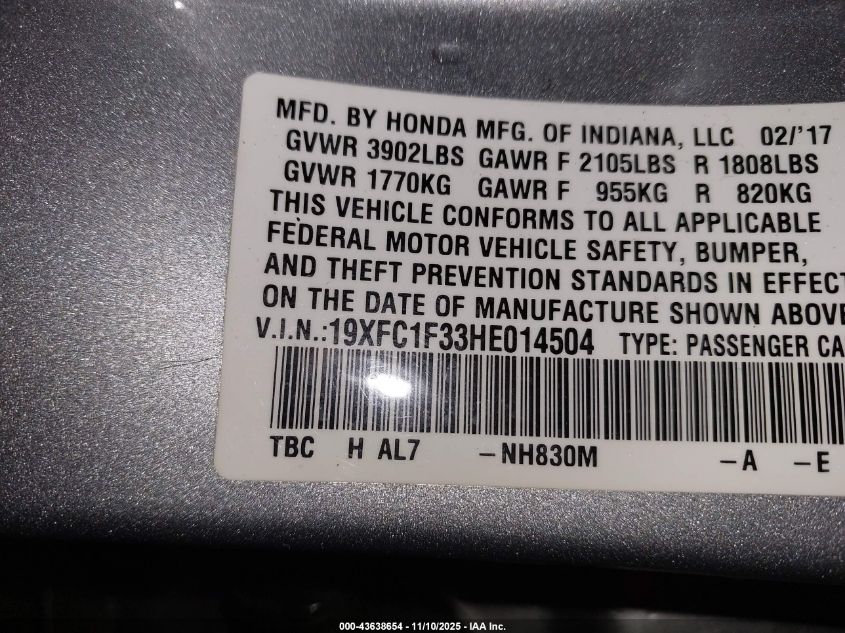 MFD. BY HONDA MFG. OF INDIANA, LLC 02/'17
GVWR 3902LBS GAWR F 2105LBS R 1808LBS
GVWR 1770KG GAWR F 955KG R 820KG
THIS VEHICLE CONFORMS TO ALL APPLICABLE
FEDERAL MOTOR VEHICLE SAFETY, BUMPER,
AND THEFT PREVENTION STANDARDS IN EFFECT
ON THE DATE OF MANUFACTURE SHOWN ABOVE
V.I.N.:19XFC1F33HE014504 TYPE: PASSENGER CA
TBC H AL7 -NH830M -A -E
000-43638654 - 11/10/2025 - IAA Inc.